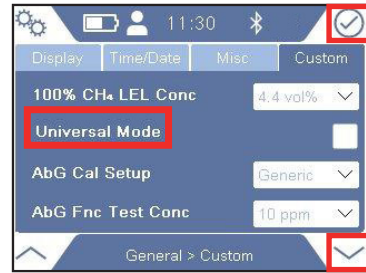 11:30
Display Time/Date Misc Custom
100% CH₄ LEL Conc 4.4 vol%
Universal Mode
AbG Cal Setup Generic
AbG Fnc Test Conc 10 ppm
General > Custom